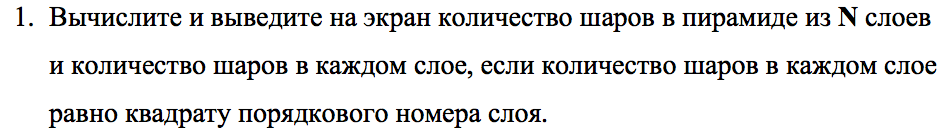 1. Вычислите и выведите на экран количество шаров в пирамиде из N слоев
и количество шаров в каждом слое, если количество шаров в каждом слое
равно квадрату порядкового номера слоя.